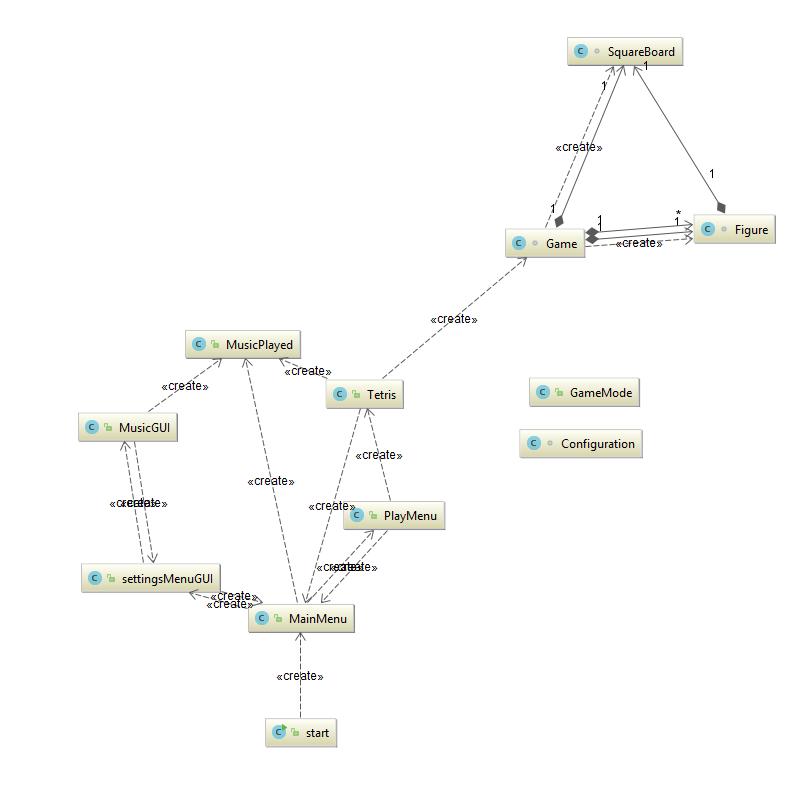 SquareBoard
1
1
«create»
1
1
1
*
1
Figure
Game
«create»
«create»
MusicPlayed
«create»
«create»
Tetris
GameMode
MusicGUI
Configuration
«create»
«create»
«create»
«create»
«create»
PlayMenu
«create»
«create»
settingsMenuGUI
«create»
«create»
MainMenu
«create»
start